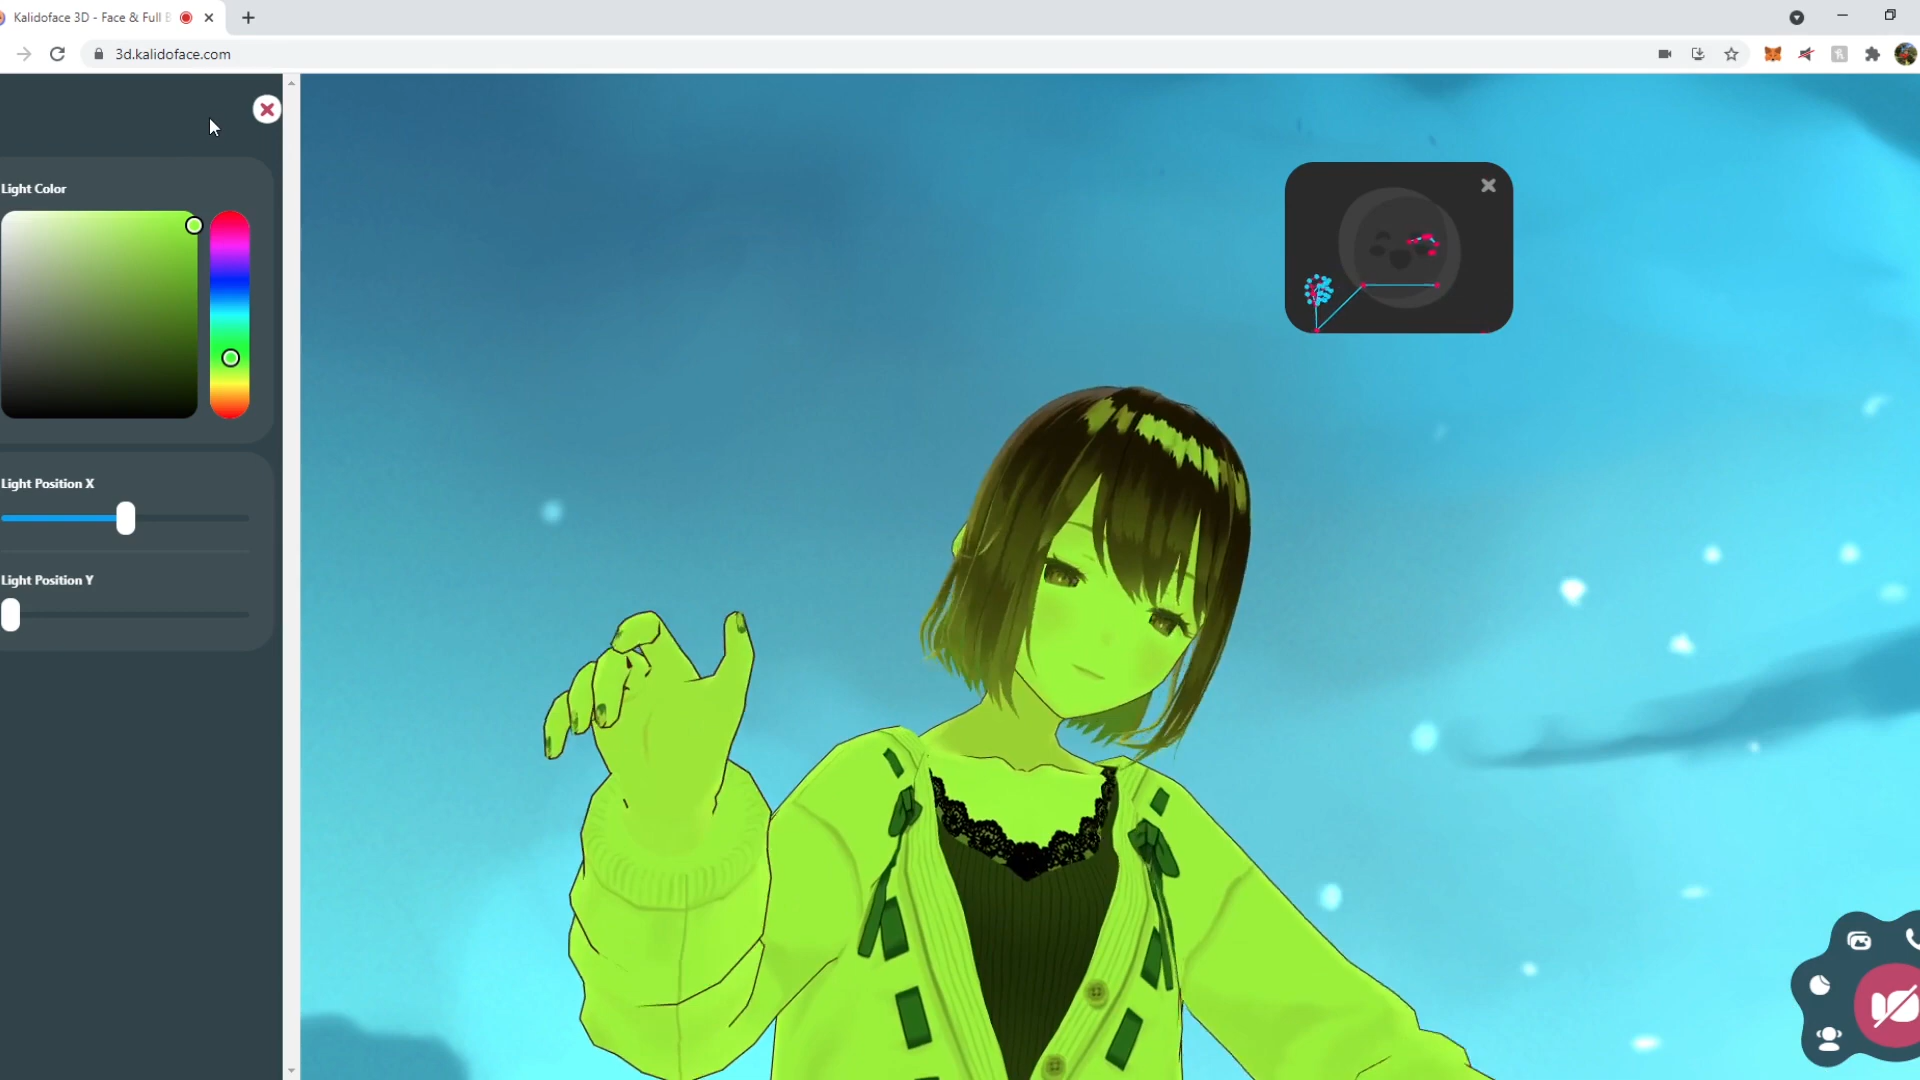 Kalidoface 3D - Face & Full B
3d.kalidoface.com
Light Color
Light Position X
Light Position Y